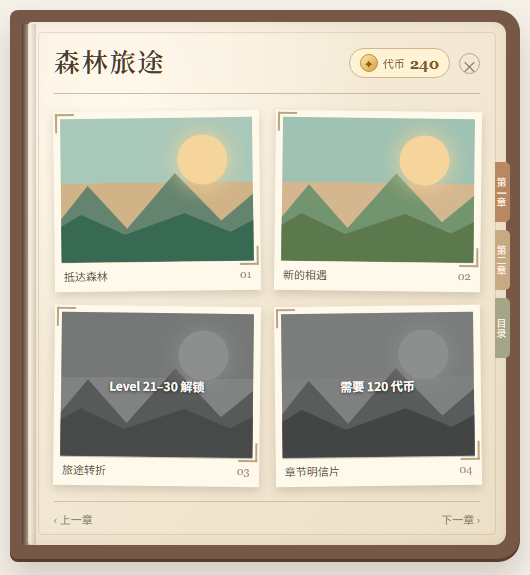 森林旅途
代币 240
抵达森林 01
新的相遇 02
Level 21–30 解锁
旅途转折 03
需要 120 代币
章节明信片 04
第一章
第二章
目录
‹ 上一章
下一章 ›